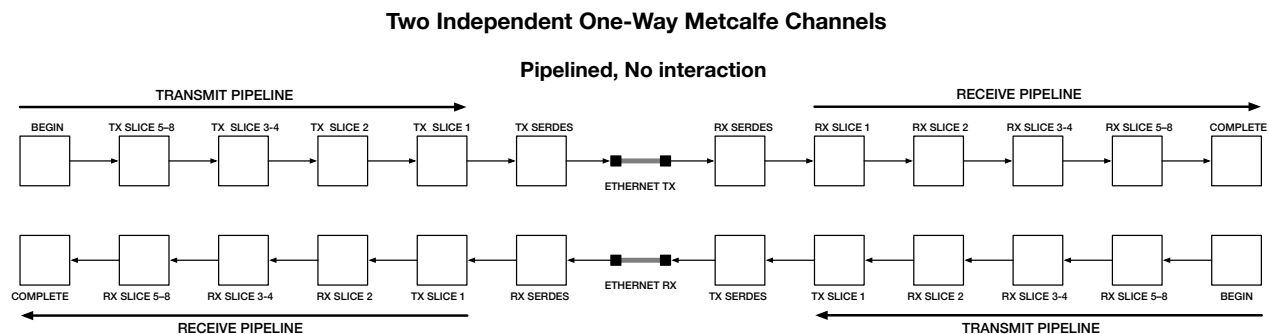 Two Independent One-Way Metcalfe Channels
Pipelined, No interaction
TRANSMIT PIPELINE
RECEIVE PIPELINE
BEGIN TX SLICE 5–8 TX SLICE 3-4 TX SLICE 2 TX SLICE 1 TX SERDES RX SERDES RX SLICE 1 RX SLICE 2 RX SLICE 3-4 RX SLICE 5–8 COMPLETE
ETHERNET TX
ETHERNET RX
COMPLETE RX SLICE 5–8 RX SLICE 3-4 RX SLICE 2 TX SLICE 1 RX SERDES TX SERDES TX SLICE 1 RX SLICE 2 RX SLICE 3-4 RX SLICE 5–8 BEGIN
RECEIVE PIPELINE
TRANSMIT PIPELINE